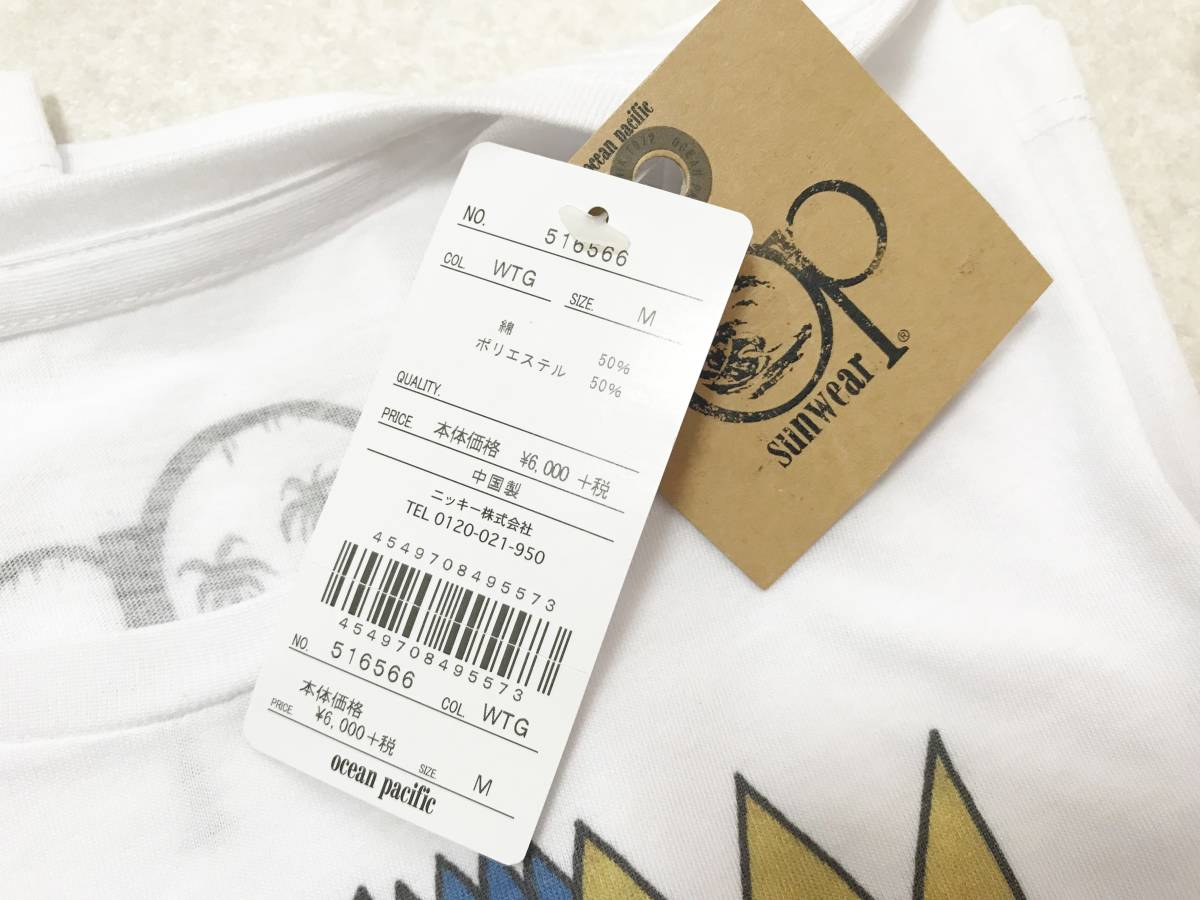 NO. 516566
COL. WTG SIZE. M
綿 50%
ポリエステル 50%
QUALITY.
PRICE. 本体価格 ¥6,000 +税
中国製
ニッキー株式会社
TEL 0120-021-950
4549708495573
4549708495573
NO. 516566 COL. WTG
本体価格
PRICE. ¥6,000+税
SIZE. M
ocean pacific
ocean pacific
OCEAN
op
sunwear
®